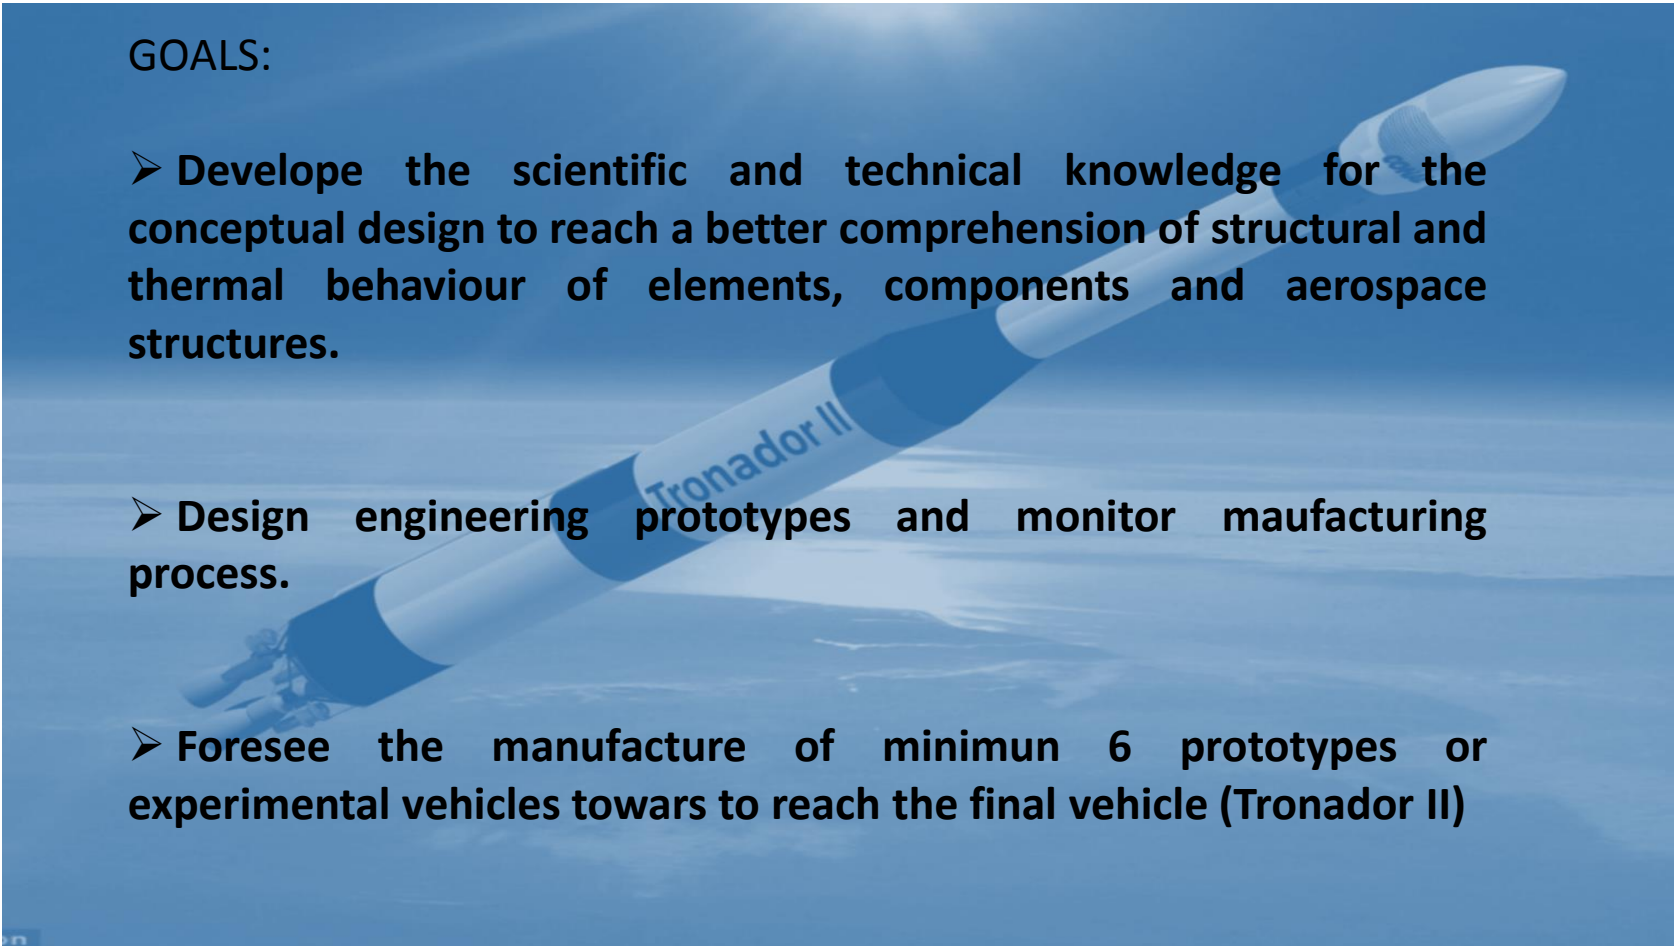 GOALS:
➢ Develope the scientific and technical knowledge for the
conceptual design to reach a better comprehension of structural and
thermal behaviour of elements, components and aerospace
structures.
Tronador II
➢ Design engineering prototypes and monitor maufacturing
process.
➢ Foresee the manufacture of minimun 6 prototypes or
experimental vehicles towars to reach the final vehicle (Tronador II)